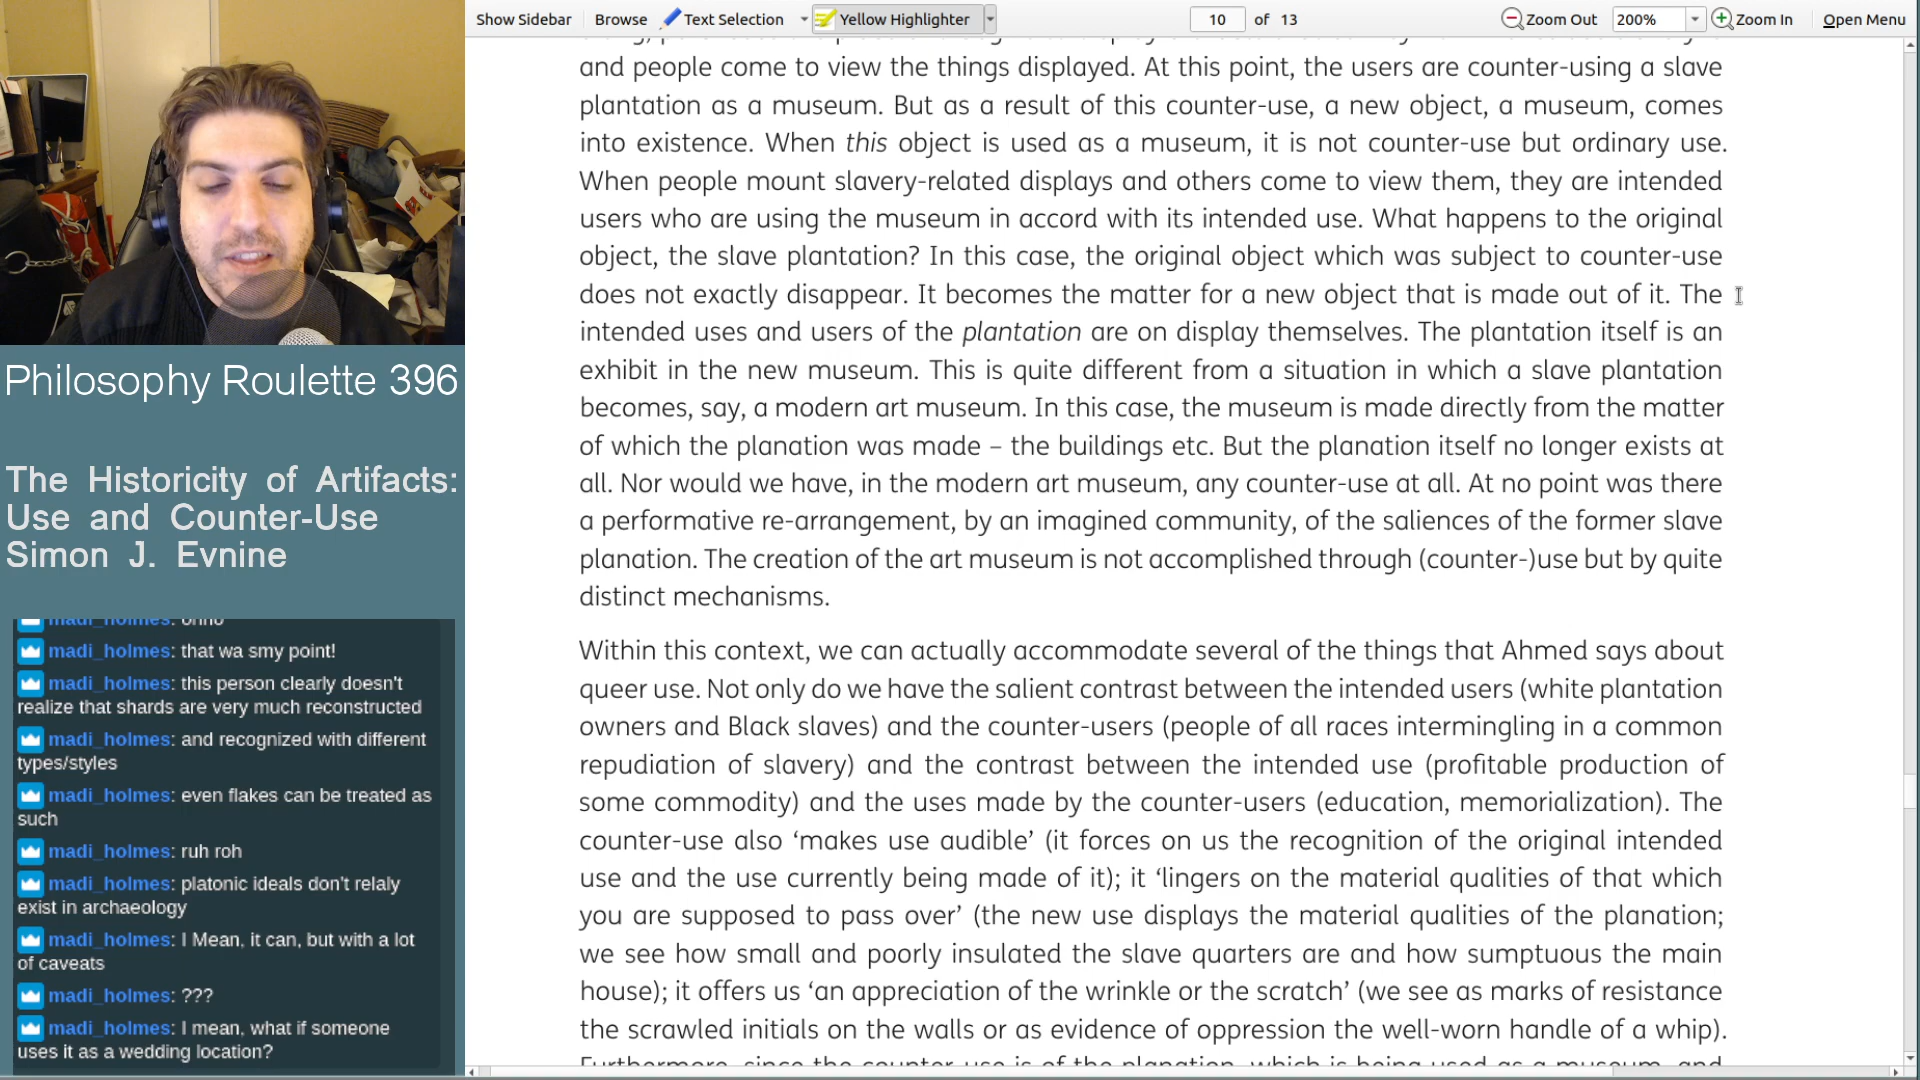 Show Sidebar Browse Text Selection Yellow Highlighter 10 of 13 Zoom Out 200% Zoom In Open Menu
and people come to view the things displayed. At this point, the users are counter-using a slave
plantation as a museum. But as a result of this counter-use, a new object, a museum, comes
into existence. When this object is used as a museum, it is not counter-use but ordinary use.
When people mount slavery-related displays and others come to view them, they are intended
users who are using the museum in accord with its intended use. What happens to the original
object, the slave plantation? In this case, the original object which was subject to counter-use
does not exactly disappear. It becomes the matter for a new object that is made out of it. The
intended uses and users of the plantation are on display themselves. The plantation itself is an
exhibit in the new museum. This is quite different from a situation in which a slave plantation
becomes, say, a modern art museum. In this case, the museum is made directly from the matter
of which the planation was made – the buildings etc. But the planation itself no longer exists at
all. Nor would we have, in the modern art museum, any counter-use at all. At no point was there
a performative re-arrangement, by an imagined community, of the saliences of the former slave
planation. The creation of the art museum is not accomplished through (counter-)use but by quite
distinct mechanisms.
Within this context, we can actually accommodate several of the things that Ahmed says about
queer use. Not only do we have the salient contrast between the intended users (white plantation
owners and Black slaves) and the counter-users (people of all races intermingling in a common
repudiation of slavery) and the contrast between the intended use (profitable production of
some commodity) and the uses made by the counter-users (education, memorialization). The
counter-use also ‘makes use audible’ (it forces on us the recognition of the original intended
use and the use currently being made of it); it ‘lingers on the material qualities of that which
you are supposed to pass over’ (the new use displays the material qualities of the planation;
we see how small and poorly insulated the slave quarters are and how sumptuous the main
house); it offers us ‘an appreciation of the wrinkle or the scratch’ (we see as marks of resistance
the scrawled initials on the walls or as evidence of oppression the well-worn handle of a whip).
Furthermore, since the counter-use is of the planation, which is being used as a museum, and
Philosophy Roulette 396
The Historicity of Artifacts:
Use and Counter-Use
Simon J. Evnine
madi_holmes: ohno
madi_holmes: that wa smy point!
madi_holmes: this person clearly doesn't
realize that shards are very much reconstructed
madi_holmes: and recognized with different
types/styles
madi_holmes: even flakes can be treated as
such
madi_holmes: ruh roh
madi_holmes: platonic ideals don't relaly
exist in archaeology
madi_holmes: I Mean, it can, but with a lot
of caveats
madi_holmes: ???
madi_holmes: I mean, what if someone
uses it as a wedding location?